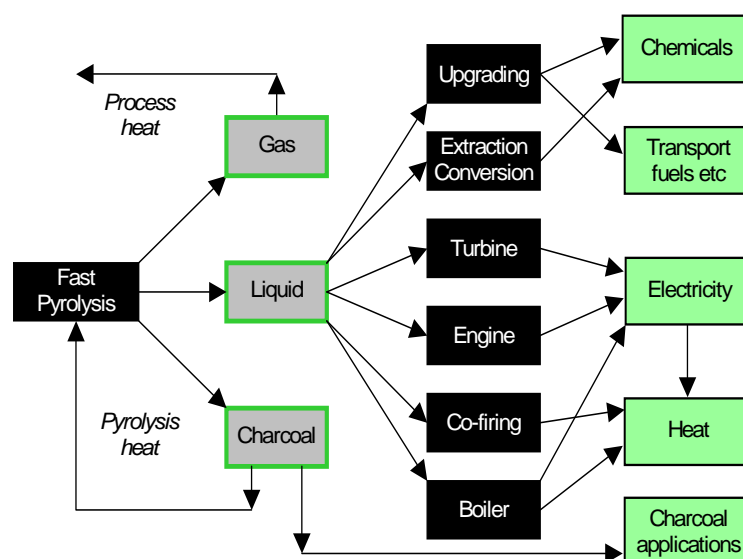 Process
heat
Gas
Fast
Pyrolysis
Liquid
Pyrolysis
heat
Charcoal
Upgrading
Extraction
Conversion
Turbine
Engine
Co-firing
Boiler
Chemicals
Transport
fuels etc
Electricity
Heat
Charcoal
applications